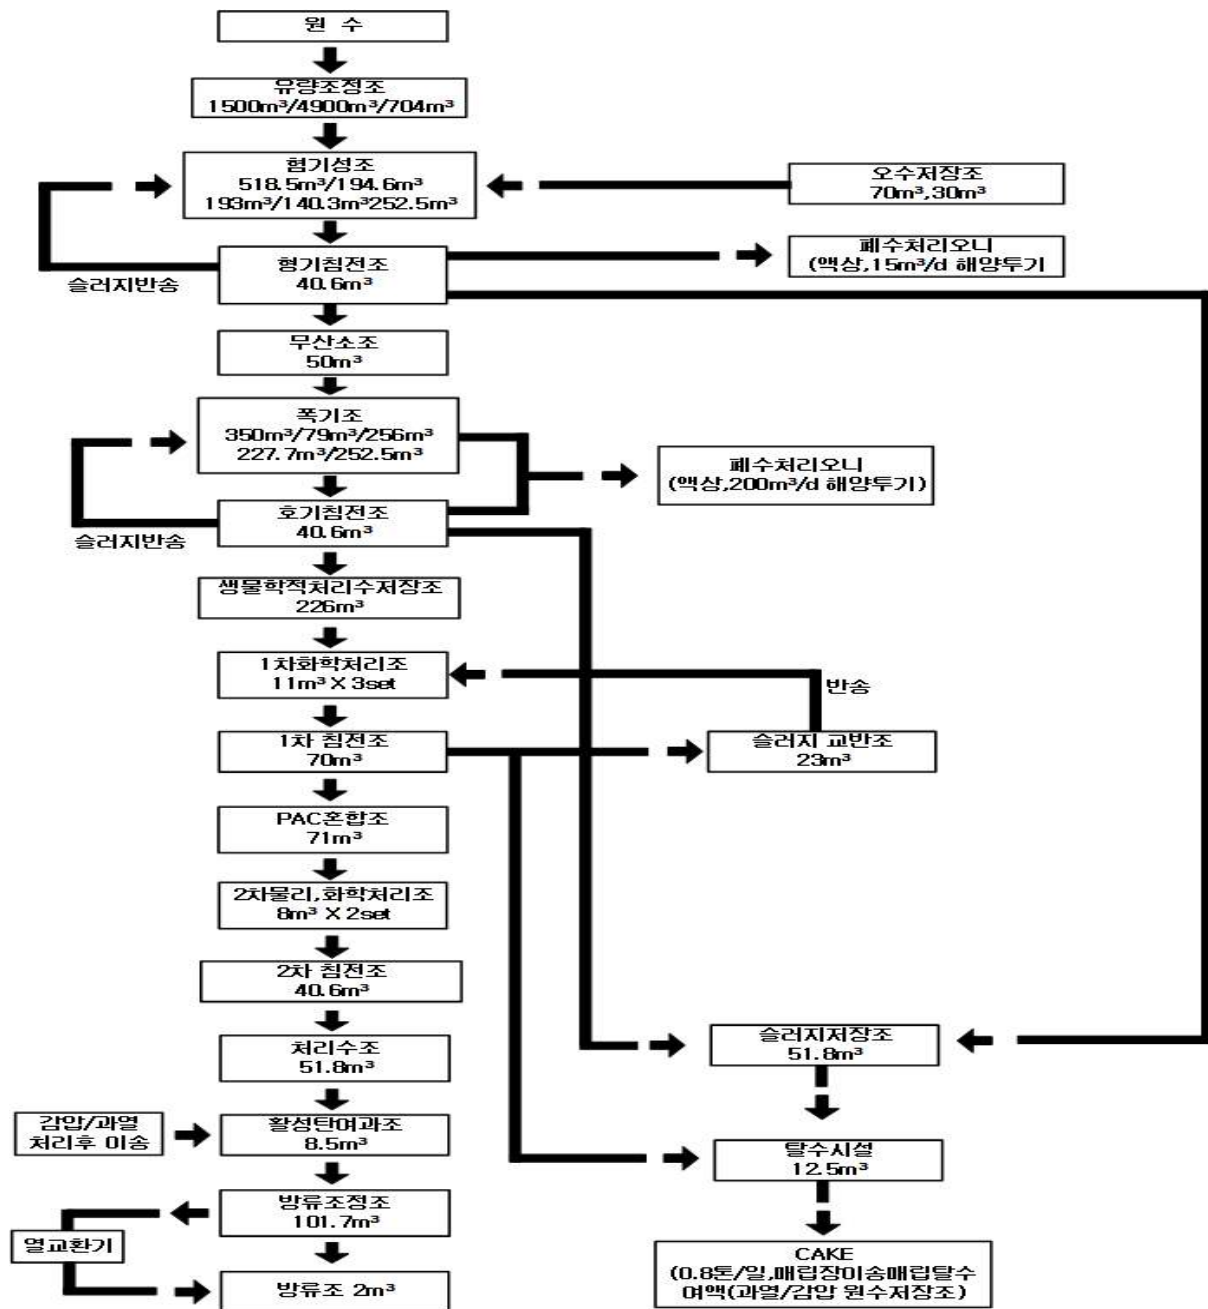 원 수
유량조정조
1500m³/4900m³/704m³
혐기성조
518.5m³/194.6m³
193m³/140.3m³252.5m³
오수저장조
70m³,30m³
폐수처리오니
(액상,15m³/d 해양투기
혐기침전조
40.6m³
슬러지반송
무산소조
50m³
폭기조
350m³/79m³/256m³
227.7m³/252.5m³
폐수처리오니
(액상,200m³/d 해양투기)
호기침전조
40.6m³
슬러지반송
생물학적처리수저장조
226m³
1차화학처리조
11m³ X 3set
반송
1차 침전조
70m³
슬러지 교반조
23m³
PAC혼합조
71m³
2차물리,화학처리조
8m³ X 2set
2차 침전조
40.6m³
처리수조
51.8m³
슬러지저장조
51.8m³
감압/과열
처리후 이송
활성탄여과조
8.5m³
탈수시설
12.5m³
방류조정조
101.7m³
열교환기
방류조 2m³
CAKE
(0.8톤/일,매립장이송매립탈수
여액(과열/감압 원수저장조)